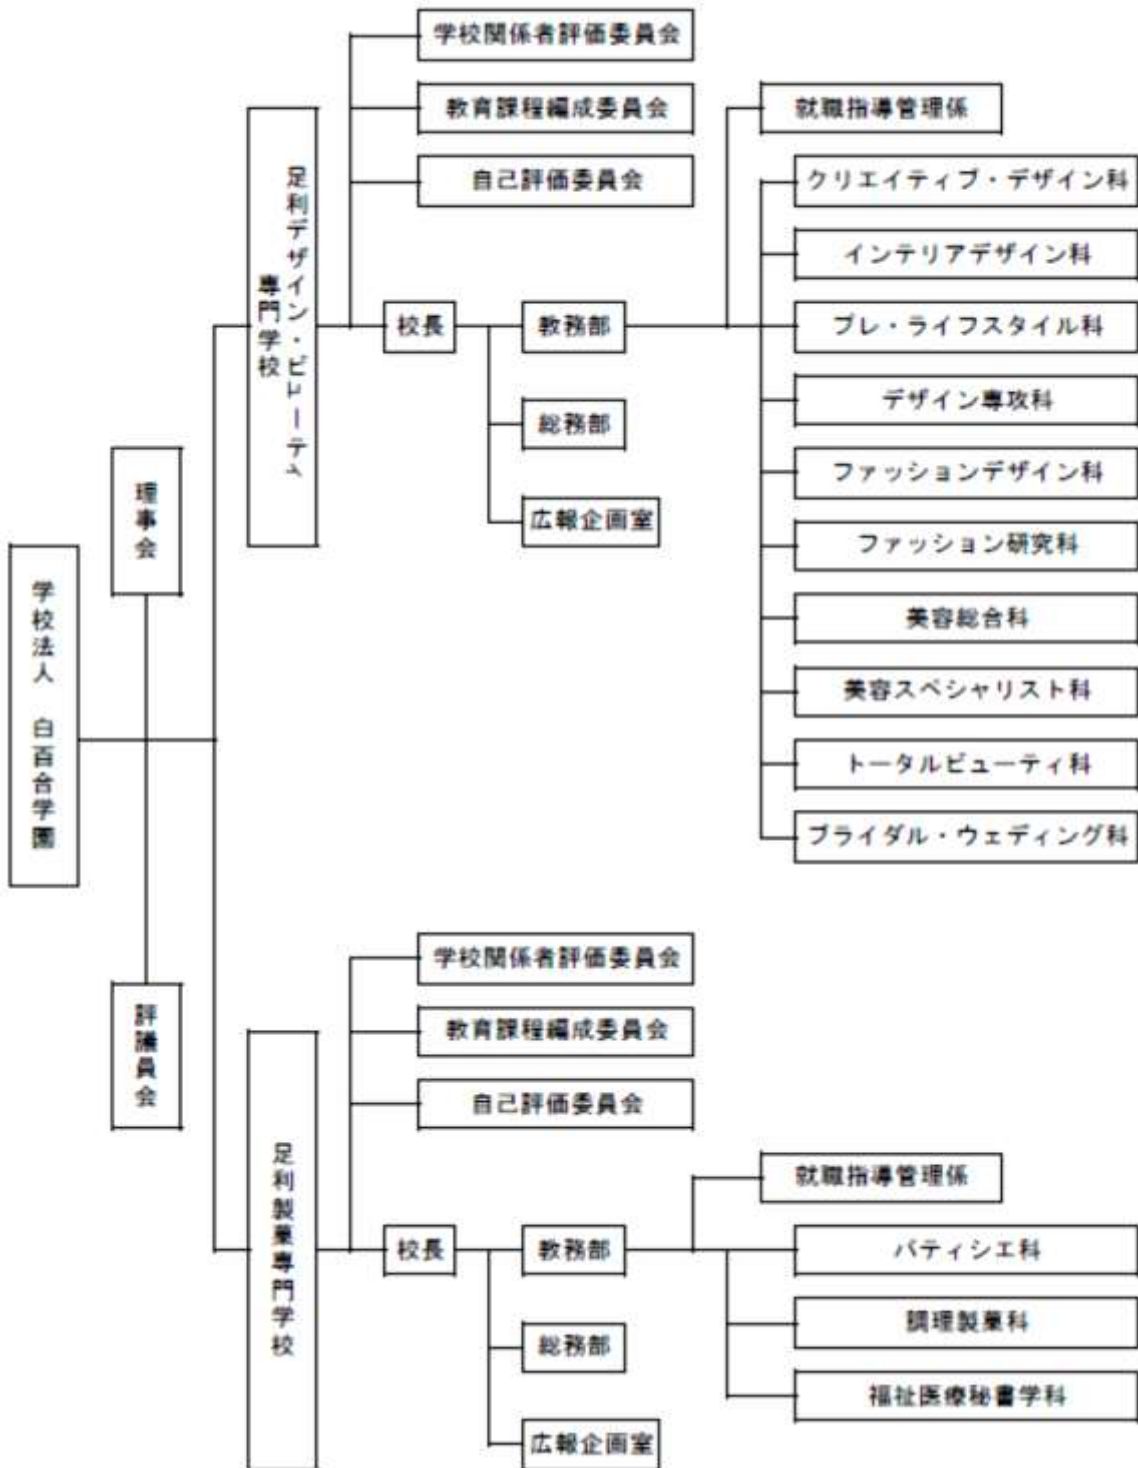 学校法人　白百合学園
理事会
評議員会
足利デザイン・ビューティ
専門学校
学校関係者評価委員会
教育課程編成委員会
自己評価委員会
校長
教務部
総務部
広報企画室
就職指導管理係
クリエイティブ・デザイン科
インテリアデザイン科
プレ・ライフスタイル科
デザイン専攻科
ファッションデザイン科
ファッション研究科
美容総合科
美容スペシャリスト科
トータルビューティ科
ブライダル・ウェディング科
足利製菓専門学校
学校関係者評価委員会
教育課程編成委員会
自己評価委員会
校長
教務部
総務部
広報企画室
就職指導管理係
パティシエ科
調理製菓科
福祉医療秘書学科